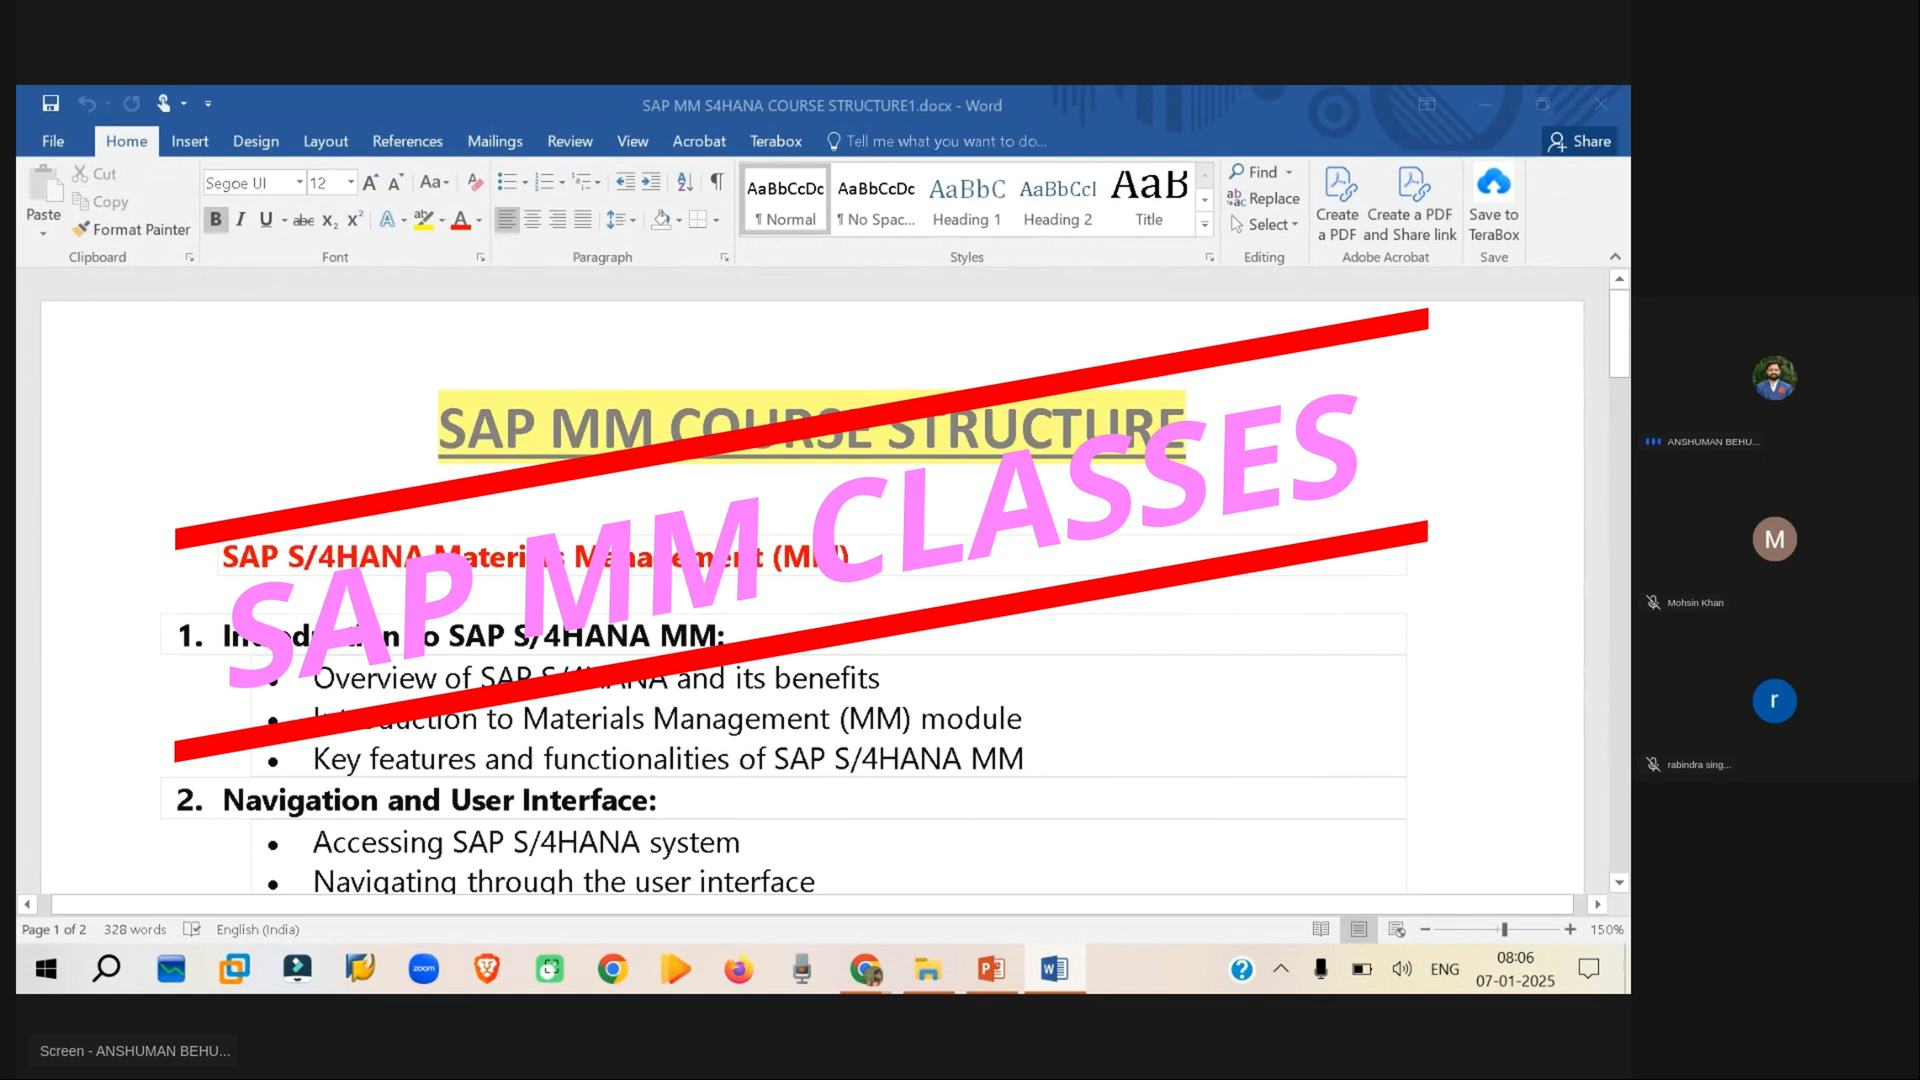 SAP MM S4HANA COURSE STRUCTURE1.docx - Word
File Home Insert Design Layout References Mailings Review View Acrobat Terabox Tell me what you want to do... Share
Paste
Cut
Copy
Format Painter
Clipboard
Segoe UI 12
Font
Paragraph
AaBbCcDc AaBbCcDc AaBbC AaBbCcI AaB
¶ Normal ¶ No Spac... Heading 1 Heading 2 Title
Styles
Find
Replace
Select
Editing
Create a PDF
Create a PDF and Share link
Adobe Acrobat
Save to TeraBox
Save
SAP MM COURSE STRUCTURE
SAP MM CLASSES
SAP S/4HANA Materials Management (MM)
1. Introduction to SAP S/4HANA MM:
• Overview of SAP S/4HANA and its benefits
• Introduction to Materials Management (MM) module
• Key features and functionalities of SAP S/4HANA MM
2. Navigation and User Interface:
• Accessing SAP S/4HANA system
• Navigating through the user interface
Page 1 of 2 328 words English (India) 150%
zoom
ENG
08:06
07-01-2025
ANSHUMAN BEHU...
M
Mohsin Khan
r
rabindra sing...
Screen - ANSHUMAN BEHU...